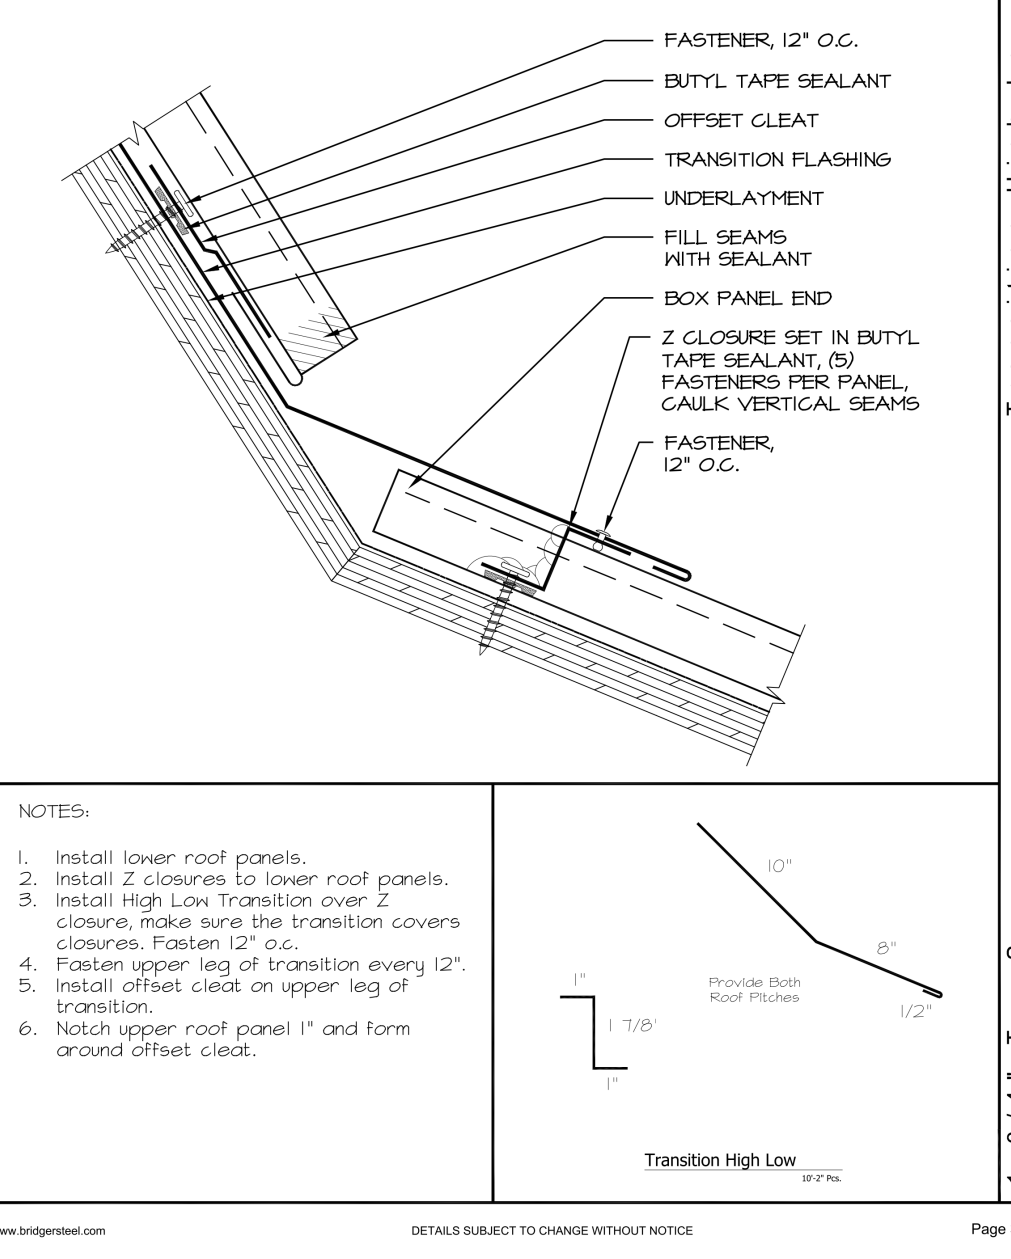 FASTENER, 12" O.C.
BUTYL TAPE SEALANT
OFFSET CLEAT
TRANSITION FLASHING
UNDERLAYMENT
FILL SEAMS
WITH SEALANT
BOX PANEL END
Z CLOSURE SET IN BUTYL
TAPE SEALANT, (5)
FASTENERS PER PANEL,
CAULK VERTICAL SEAMS
FASTENER,
12" O.C.
NOTES:
1. Install lower roof panels.
2. Install Z closures to lower roof panels.
3. Install High Low Transition over Z
closure, make sure the transition covers
closures. Fasten 12" o.c.
4. Fasten upper leg of transition every 12".
5. Install offset cleat on upper leg of
transition.
6. Notch upper roof panel 1" and form
around offset cleat.
10"
8"
1/2"
Provide Both
Roof Pitches
1"
1 7/8'
1"
Transition High Low
10'-2" Pcs.
ww.bridgersteel.com
DETAILS SUBJECT TO CHANGE WITHOUT NOTICE
Page